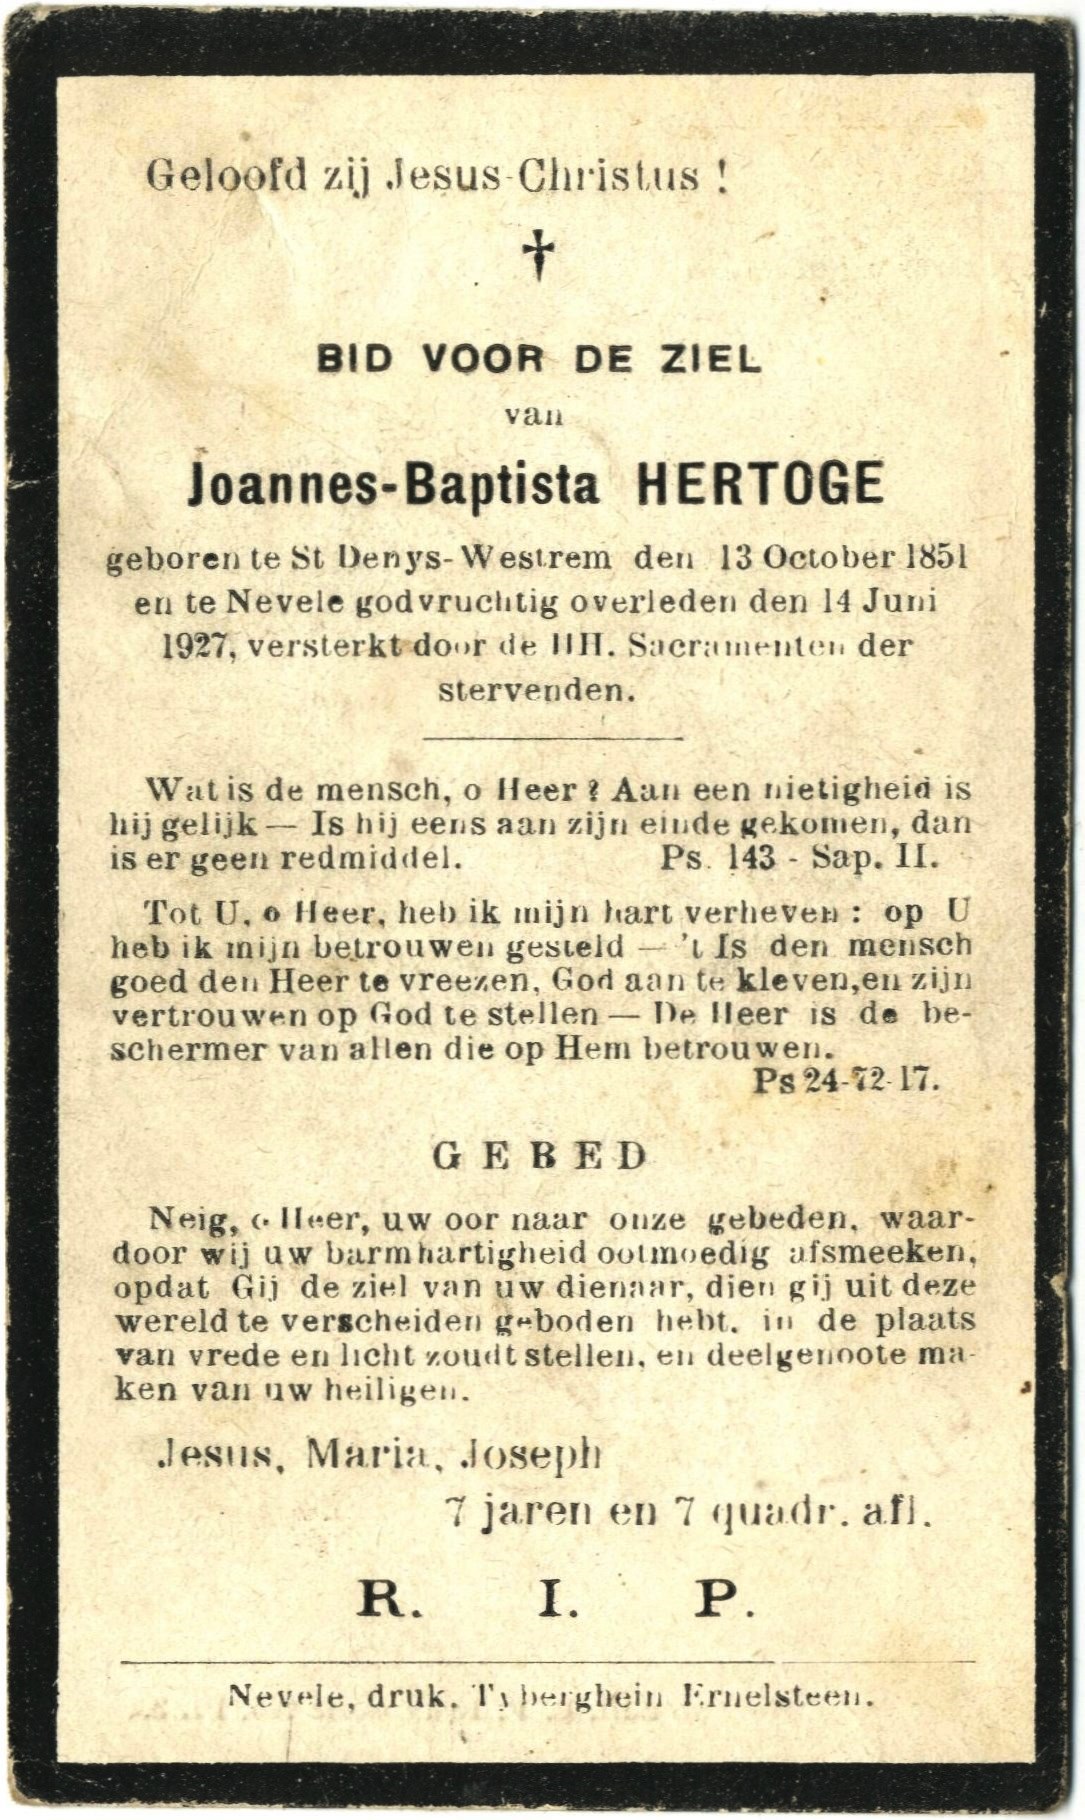 Geloofd zij Jesus-Christus !
†
BID VOOR DE ZIEL
van
Joannes-Baptista HERTOGE
geboren te St Denys-Westrem den 13 October 1851
en te Nevele godvruchtig overleden den 14 Juni
1927, versterkt door de HH. Sacramenten der
stervenden.
Wat is de mensch, o Heer ? Aan een nietigheid is
hij gelijk — Is hij eens aan zijn einde gekomen, dan
is er geen redmiddel. Ps. 143 - Sap. II.
Tot U, o Heer, heb ik mijn hart verheven : op U
heb ik mijn betrouwen gesteld — 't Is den mensch
goed den Heer te vreezen, God aan te kleven, en zijn
vertrouwen op God te stellen — De Heer is de be-
schermer van allen die op Hem betrouwen.
Ps 24-72-17.
GEBED
Neig, o Heer, uw oor naar onze gebeden, waar-
door wij uw barmhartigheid ootmoedig afsmeeken,
opdat Gij de ziel van uw dienaar, dien gij uit deze
wereld te verscheiden geboden hebt, in de plaats
van vrede en licht zoudt stellen, en deelgenoote ma-
ken van uw heiligen.
Jesus, Maria, Joseph
7 jaren en 7 quadr. afl.
R. I. P.
Nevele, druk. Tyberghein Ernelsteen.